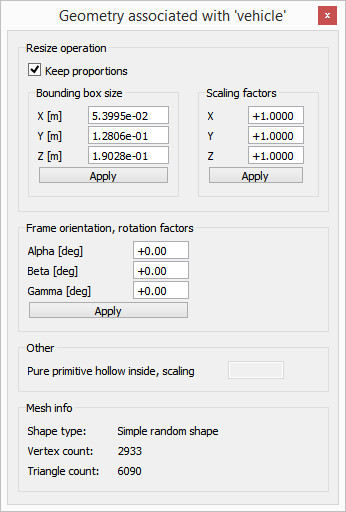 Geometry associated with 'vehicle'
x
Resize operation
Keep proportions
Bounding box size
X [m] 5.3995e-02
Y [m] 1.2806e-01
Z [m] 1.9028e-01
Apply
Scaling factors
X +1.0000
Y +1.0000
Z +1.0000
Apply
Frame orientation, rotation factors
Alpha [deg] +0.00
Beta [deg] +0.00
Gamma [deg] +0.00
Apply
Other
Pure primitive hollow inside, scaling
Mesh info
Shape type: Simple random shape
Vertex count: 2933
Triangle count: 6090